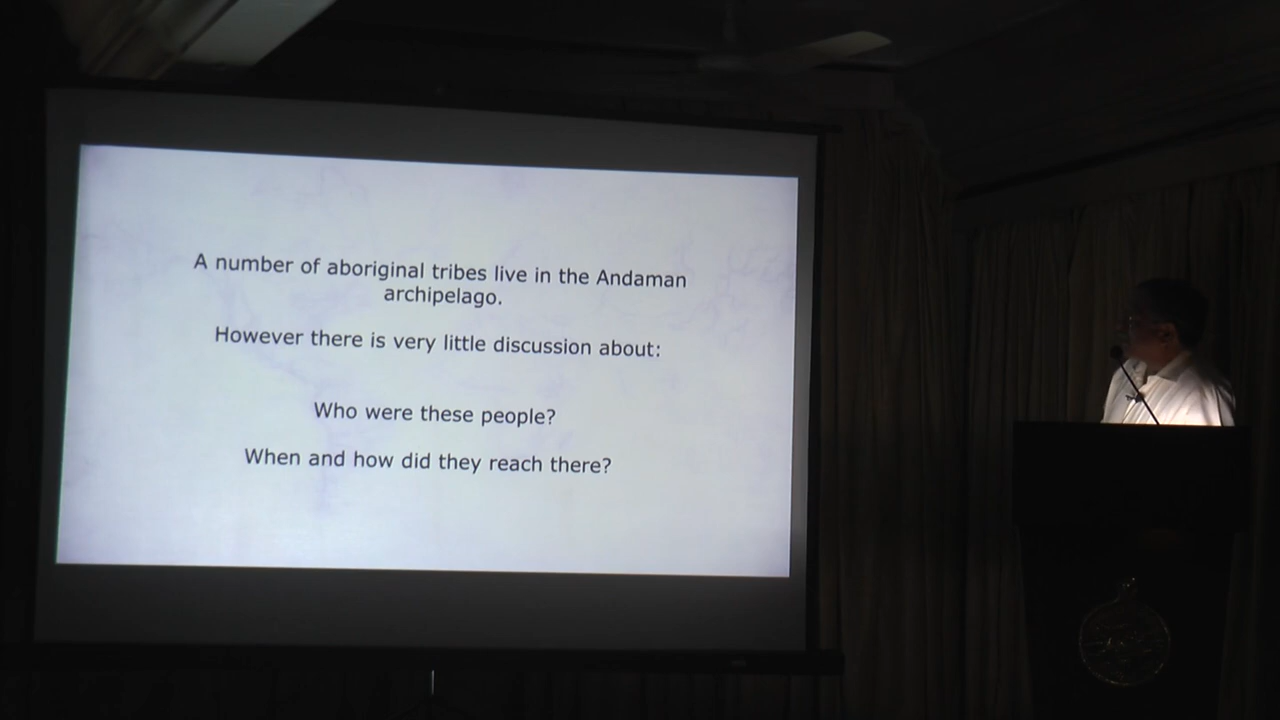 A number of aboriginal tribes live in the Andaman
archipelago.
However there is very little discussion about:
Who were these people?
When and how did they reach there?